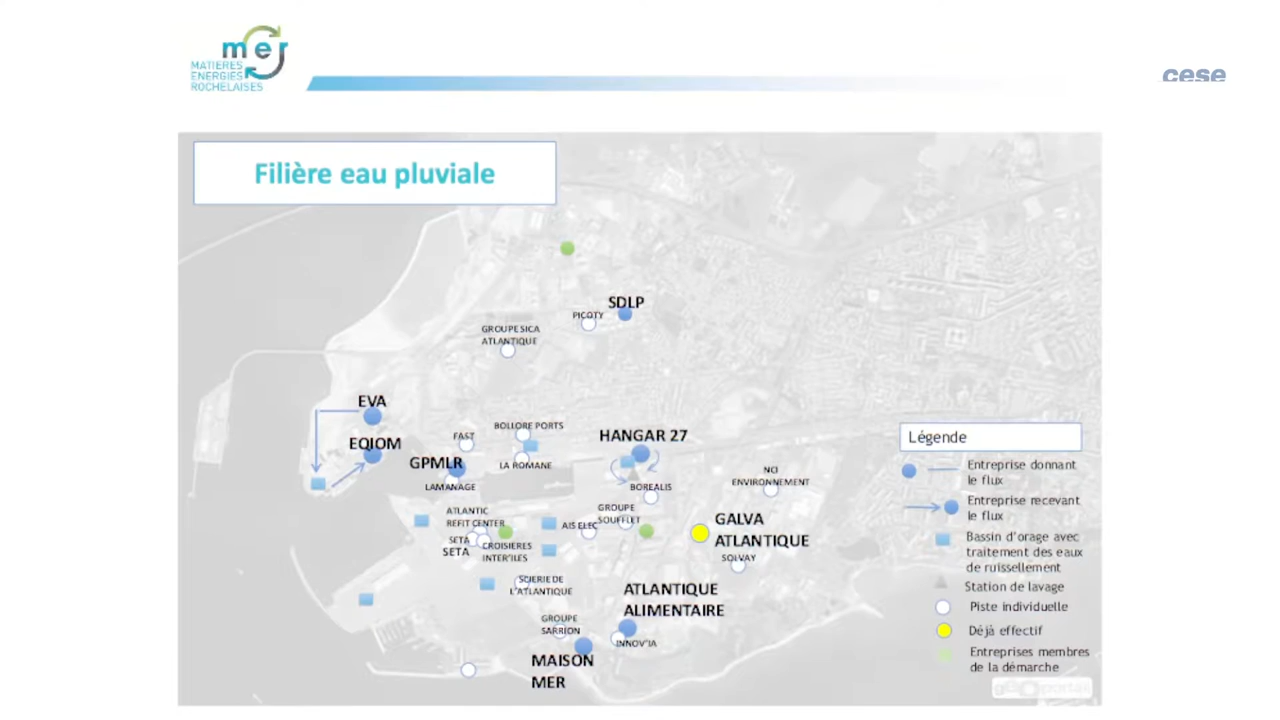 mer
MATIERES
ENERGIES
ROCHELAISES
cese
Filière eau pluviale
SDLP
PICOTY
GROUPE SICA
ATLANTIQUE
EVA
EQIOM
FAST
BOLLORE PORTS
HANGAR 27
GPMLR
LA ROMANE
LAMANAGE
BOREALIS
NCI
ENVIRONNEMENT
ATLANTIC
REFIT CENTER
GROUPE
SOUFFLET
AIS ELEC
SETA
SETA
CROISIERES
INTER'ILES
GALVA
ATLANTIQUE
SOLVAY
SCIERIE DE
L'ATLANTIQUE
ATLANTIQUE
ALIMENTAIRE
GROUPE
SARRION
INNOV'IA
MAISON
MER
Légende
Entreprise donnant
le flux
Entreprise recevant
le flux
Bassin d'orage avec
traitement des eaux
de ruissellement
Station de lavage
Piste individuelle
Déjà effectif
Entreprises membres
de la démarche